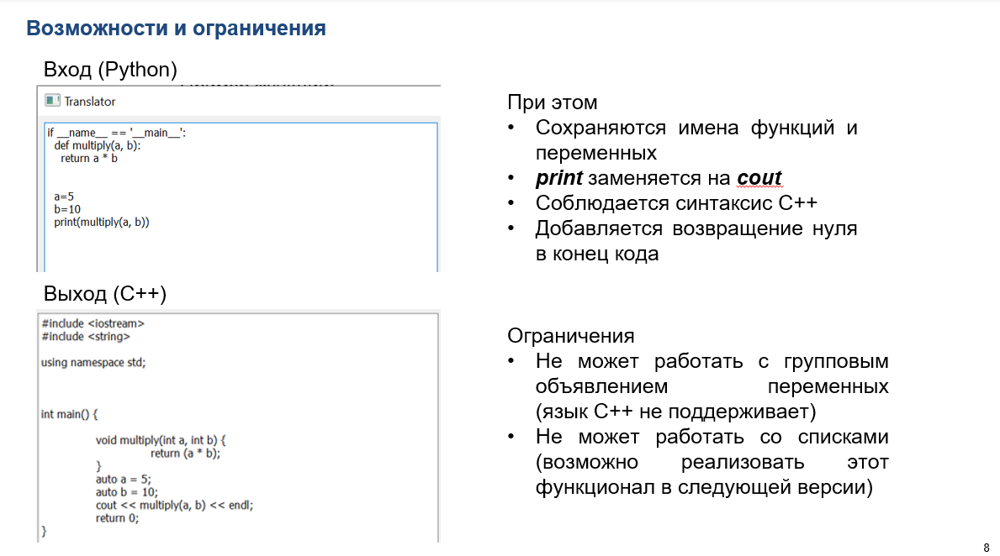 Возможности и ограничения
Вход (Python)
Translator
if __name__ == '__main__':
def multiply(a, b):
return a * b
a=5
b=10
print(multiply(a, b))
При этом
• Сохраняются имена функций и
переменных
• print заменяется на cout
• Соблюдается синтаксис C++
• Добавляется возвращение нуля
в конец кода
Выход (C++)
#include <iostream>
#include <string>
using namespace std;
int main() {
void multiply(int a, int b) {
return (a * b);
}
auto a = 5;
auto b = 10;
cout << multiply(a, b) << endl;
return 0;
}
Ограничения
• Не может работать с групповым
объявлением переменных
(язык C++ не поддерживает)
• Не может работать со списками
(возможно реализовать этот
функционал в следующей версии)
8